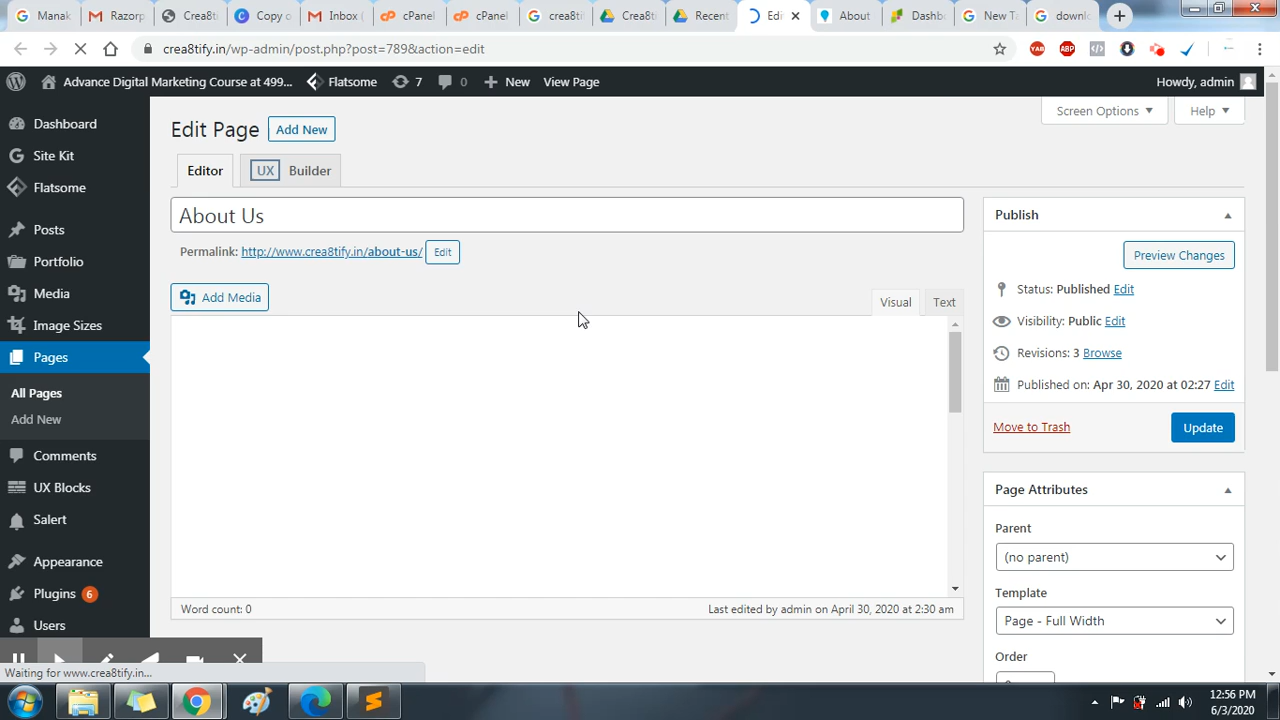 Manak
Razorp
Crea8t
Copy o
Inbox (
cPanel
cPanel
crea8ti
Crea8t
Recent
Edi
About
Dashb
New Ta
downlo
crea8tify.in/wp-admin/post.php?post=789&action=edit
Advance Digital Marketing Course at 499...
Flatsome
7
0
New
View Page
Howdy, admin
Dashboard
Site Kit
Flatsome
Posts
Portfolio
Media
Image Sizes
Pages
All Pages
Add New
Comments
UX Blocks
Salert
Appearance
Plugins 6
Users
Screen Options
Help
Edit Page Add New
Editor
UX Builder
About Us
Permalink: http://www.crea8tify.in/about-us/ Edit
Add Media
Visual
Text
Word count: 0
Last edited by admin on April 30, 2020 at 2:30 am
Publish
Preview Changes
Status: Published Edit
Visibility: Public Edit
Revisions: 3 Browse
Published on: Apr 30, 2020 at 02:27 Edit
Move to Trash
Update
Page Attributes
Parent
(no parent)
Template
Page - Full Width
Order
Waiting for www.crea8tify.in...
12:56 PM
6/3/2020